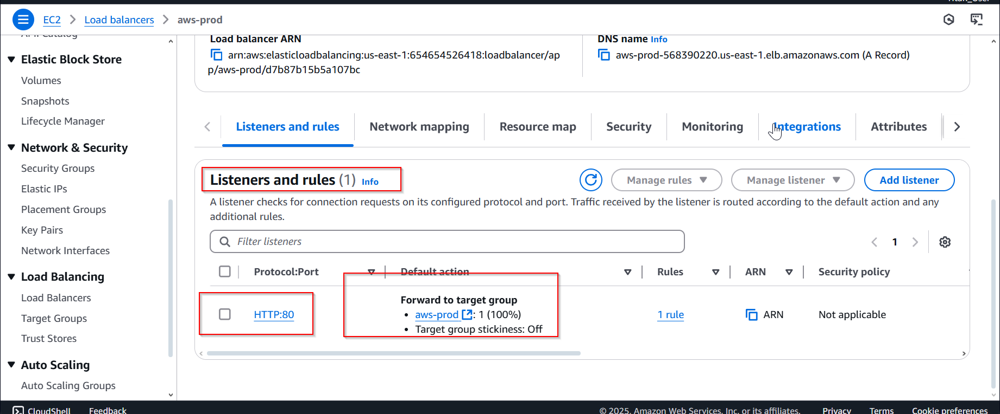 EC2 > Load balancers > aws-prod
Elastic Block Store
Volumes
Snapshots
Lifecycle Manager
Network & Security
Security Groups
Elastic IPs
Placement Groups
Key Pairs
Network Interfaces
Load Balancing
Load Balancers
Target Groups
Trust Stores
Auto Scaling
Auto Scaling Groups
Load balancer ARN
arn:aws:elasticloadbalancing:us-east-1:654654526418:loadbalancer/ap
p/aws-prod/d7b87b15b5a107bc
DNS name Info
aws-prod-568390220.us-east-1.elb.amazonaws.com (A Record)
Listeners and rules Network mapping Resource map Security Monitoring Integrations Attributes
Listeners and rules (1) Info
Manage rules Manage listener Add listener
A listener checks for connection requests on its configured protocol and port. Traffic received by the listener is routed according to the default action and any
additional rules.
Filter listeners
1
Protocol:Port Default action Rules ARN Security policy
Forward to target group
HTTP:80 • aws-prod : 1 (100%) 1 rule ARN Not applicable
• Target group stickiness: Off
CloudShell Feedback © 2025, Amazon Web Services, Inc. or its affiliates. Privacy Terms Cookie preferences